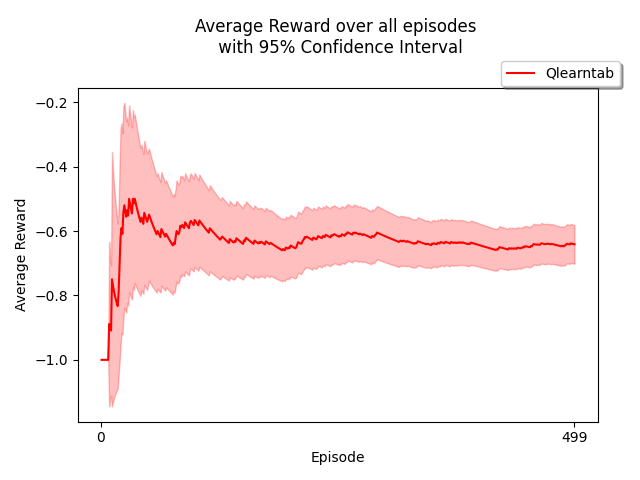 Average Reward over all episodes
with 95% Confidence Interval
Qlearntab
−0.2
−0.4
−0.6
−0.8
−1.0
Average Reward
0
499
Episode